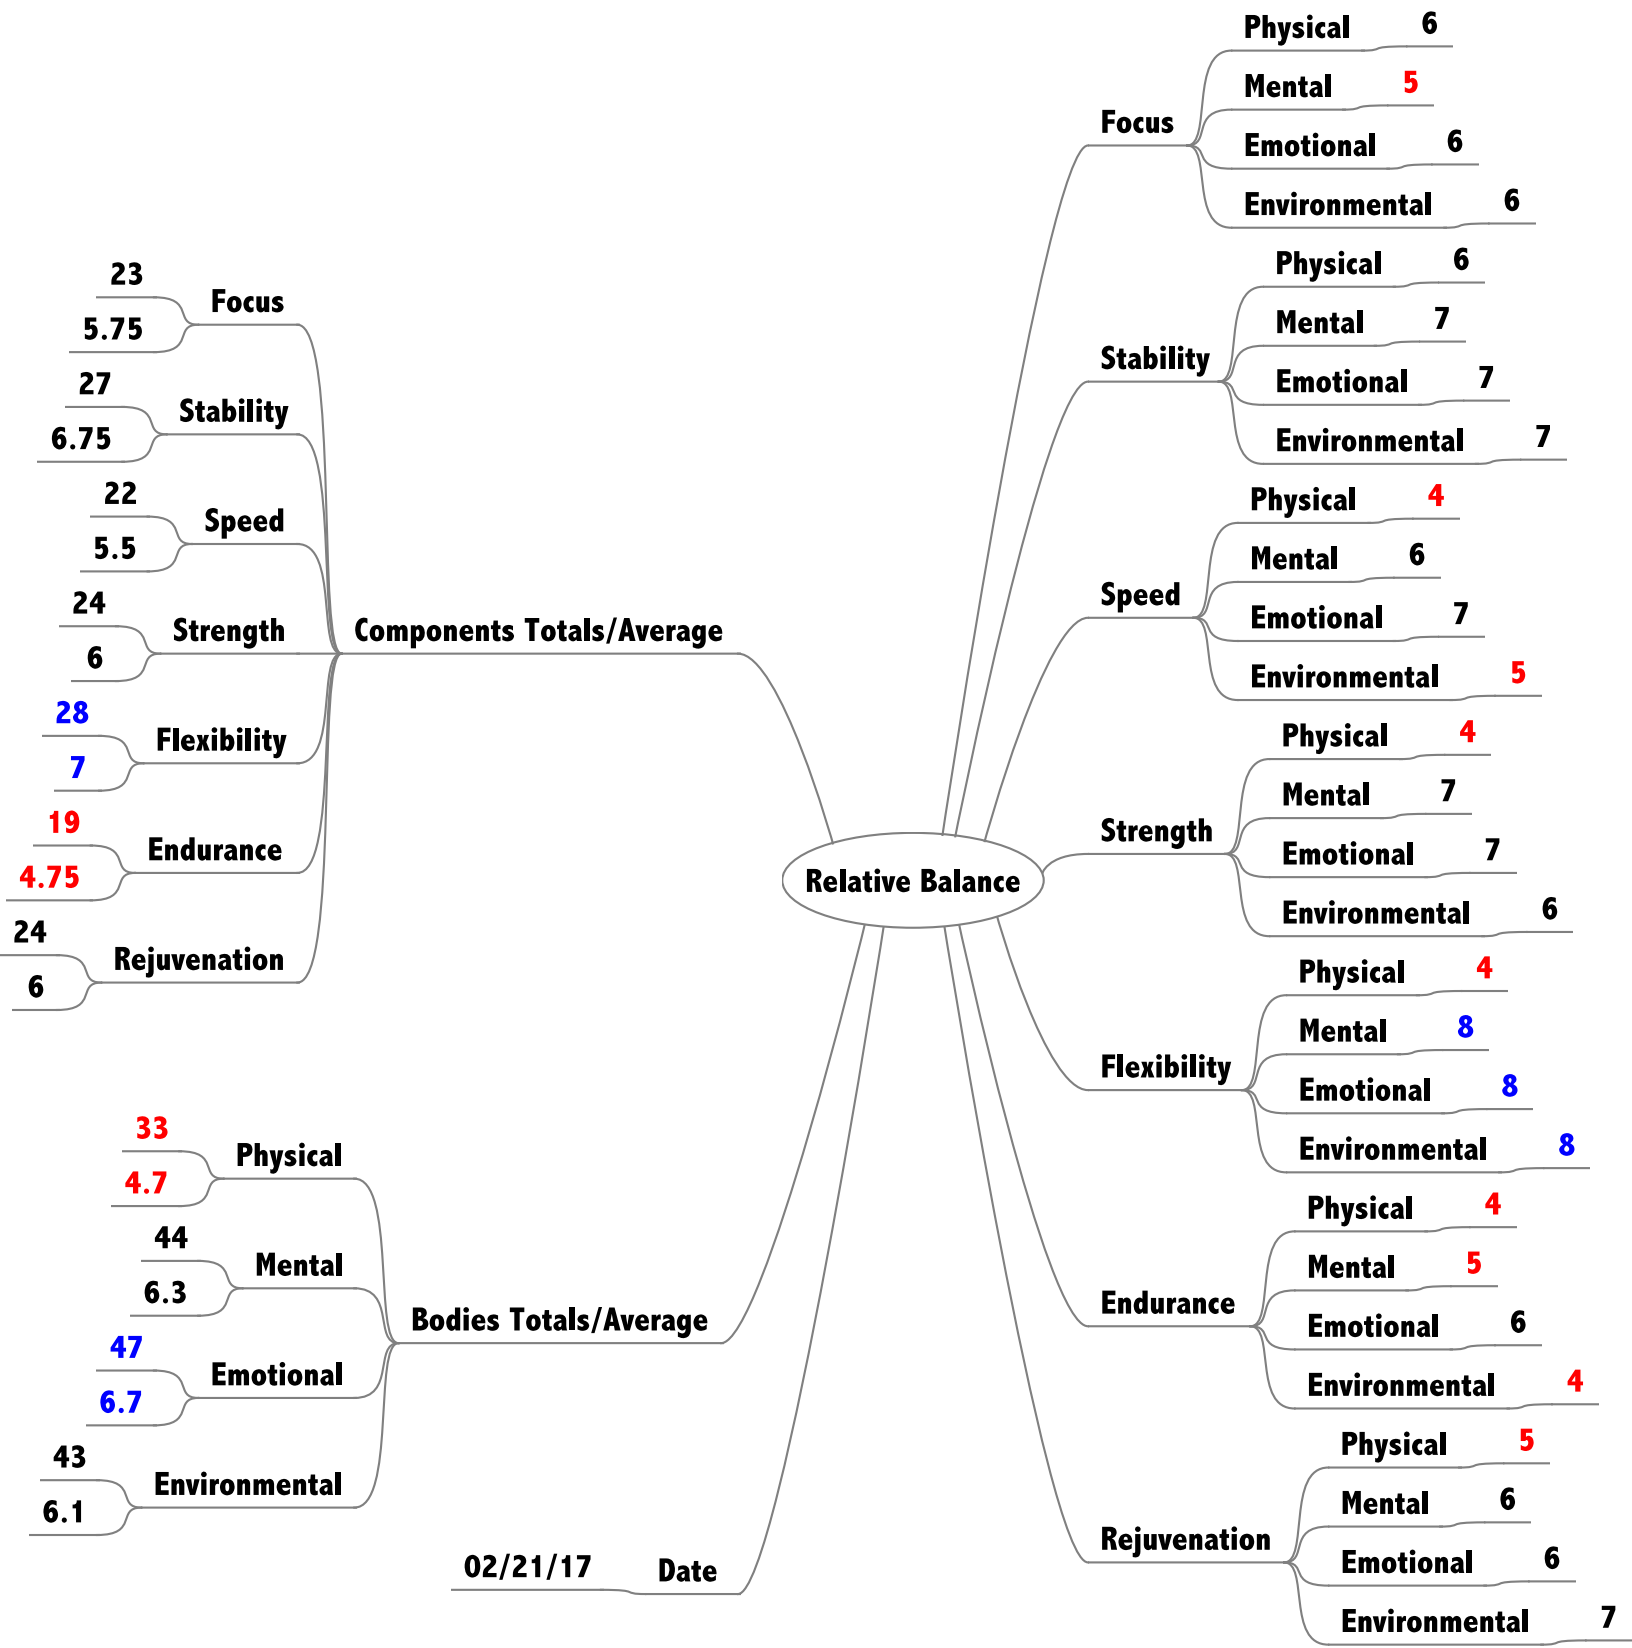 Relative Balance
Focus
Physical 6
Mental 5
Emotional 6
Environmental 6
Stability
Physical 6
Mental 7
Emotional 7
Environmental 7
Speed
Physical 4
Mental 6
Emotional 7
Environmental 5
Strength
Physical 4
Mental 7
Emotional 7
Environmental 6
Flexibility
Physical 4
Mental 8
Emotional 8
Environmental 8
Endurance
Physical 4
Mental 5
Emotional 6
Environmental 4
Rejuvenation
Physical 5
Mental 6
Emotional 6
Environmental 7
Components Totals/Average
Focus
23
5.75
Stability
27
6.75
Speed
22
5.5
Strength
24
6
Flexibility
28
7
Endurance
19
4.75
Rejuvenation
24
6
Bodies Totals/Average
Physical
33
4.7
Mental
44
6.3
Emotional
47
6.7
Environmental
43
6.1
Date
02/21/17